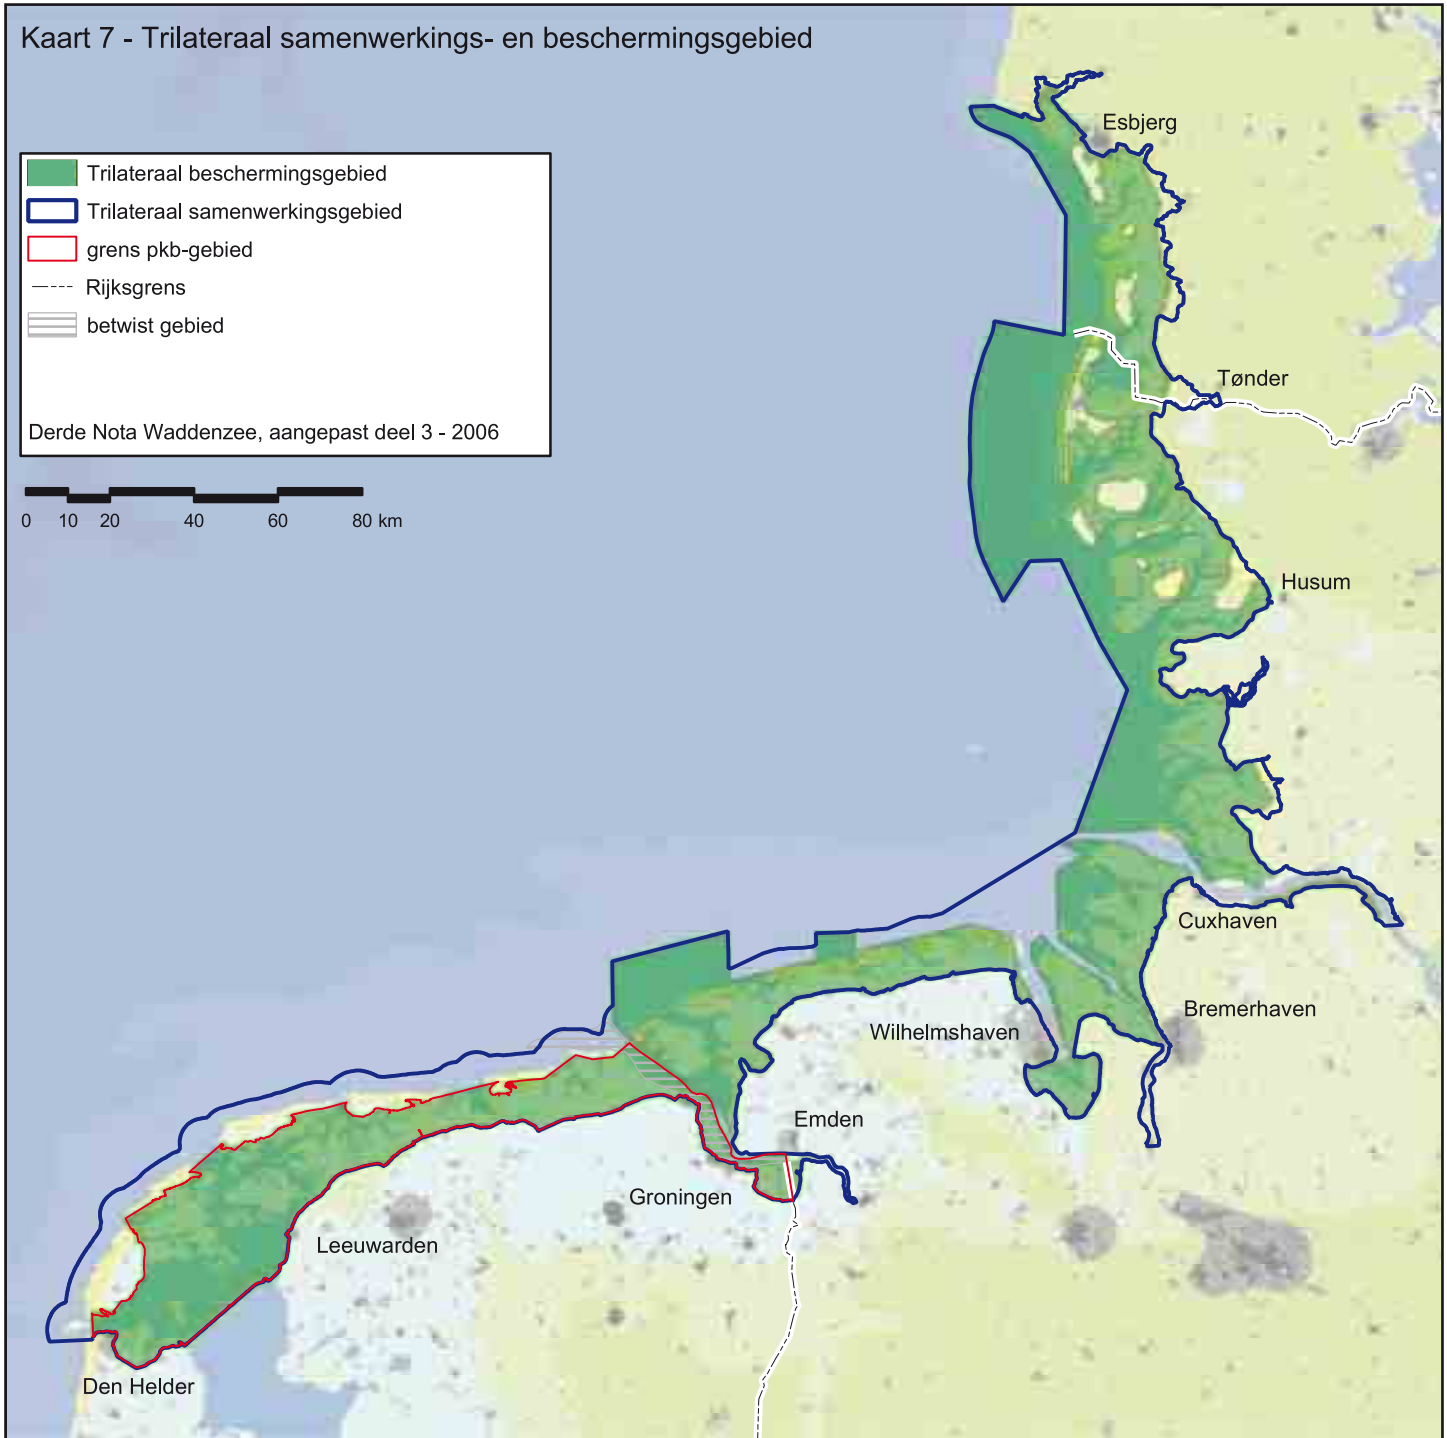 Kaart 7 - Trilateraal samenwerkings- en beschermingsgebied
Trilateraal beschermingsgebied
Trilateraal samenwerkingsgebied
grens pkb-gebied
Rijksgrens
betwist gebied
Derde Nota Waddenzee, aangepast deel 3 - 2006
0 10 20 40 60 80 km
Esbjerg
Tønder
Husum
Cuxhaven
Bremerhaven
Wilhelmshaven
Emden
Groningen
Leeuwarden
Den Helder